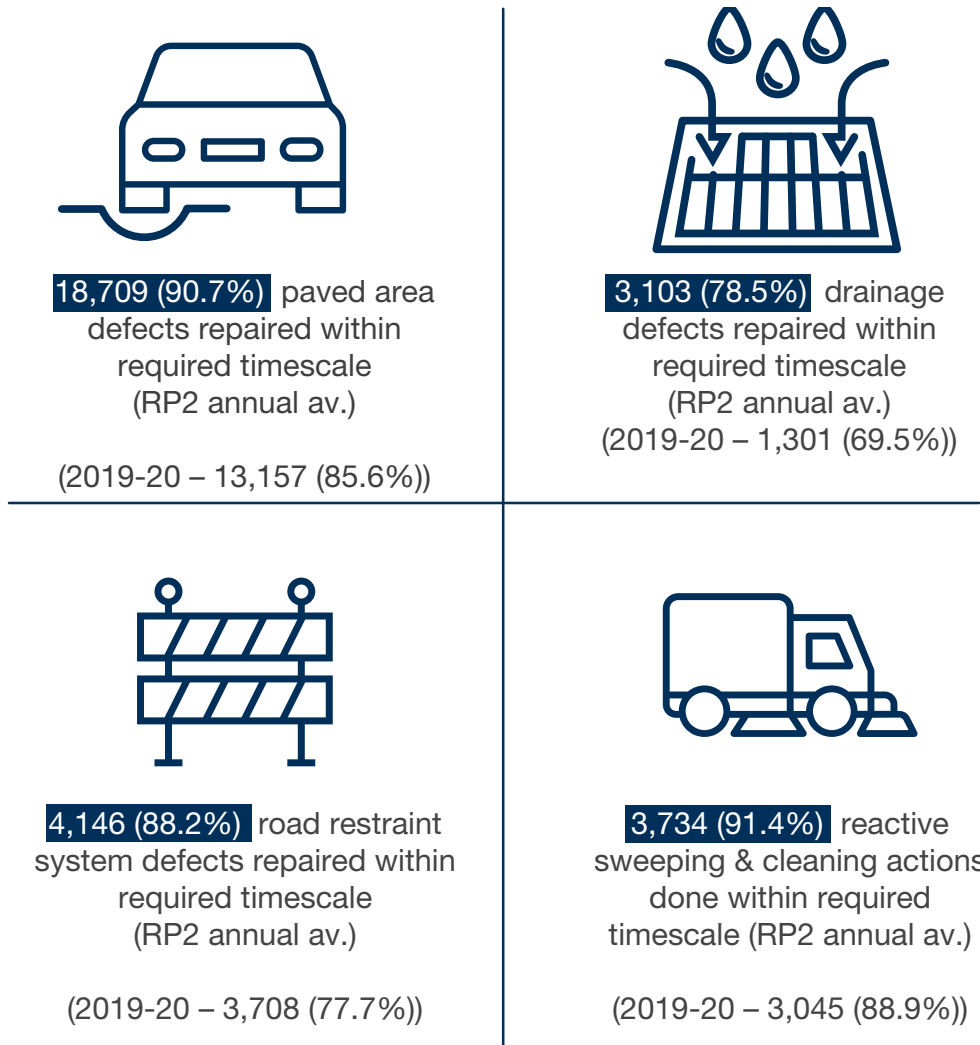 18,709 (90.7%) paved area
defects repaired within
required timescale
(RP2 annual av.)
(2019-20 – 13,157 (85.6%))
3,103 (78.5%) drainage
defects repaired within
required timescale
(RP2 annual av.)
(2019-20 – 1,301 (69.5%))
4,146 (88.2%) road restraint
system defects repaired within
required timescale
(RP2 annual av.)
(2019-20 – 3,708 (77.7%))
3,734 (91.4%) reactive
sweeping & cleaning actions
done within required
timescale (RP2 annual av.)
(2019-20 – 3,045 (88.9%))